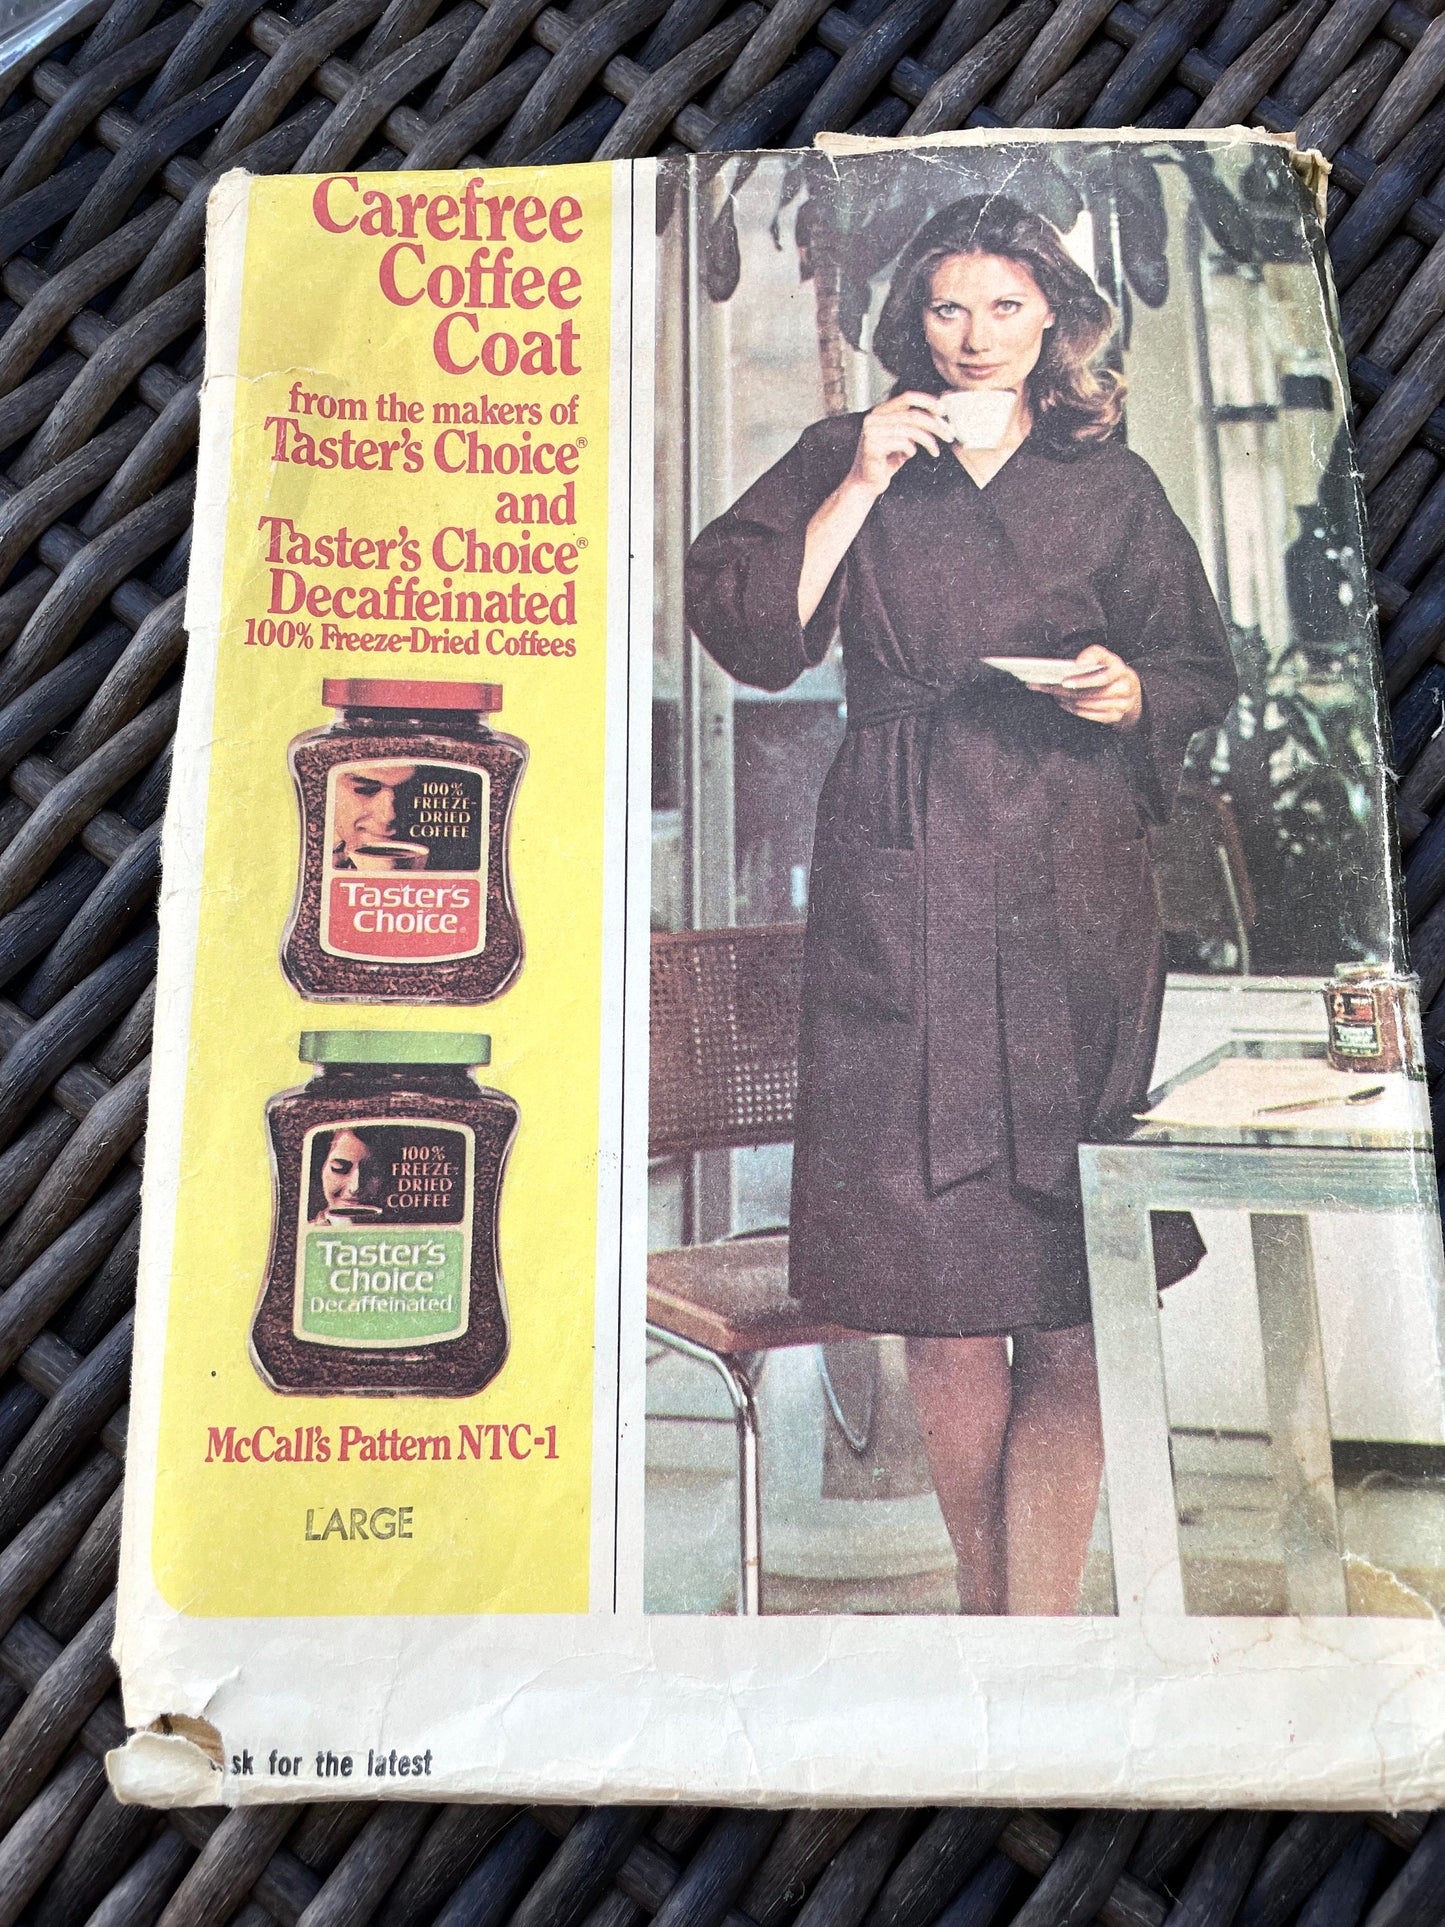 Carefree
Coffee
Coat
from the makers of
Taster's Choice®
and
Taster's Choice®
Decaffeinated
100% Freeze-Dried Coffees
100%
FREEZE-
DRIED
COFFEE
Taster's
Choice®
100%
FREEZE-
DRIED
COFFEE
Taster's
Choice®
Decaffeinated
McCall's Pattern NTC-1
LARGE
sk for the latest